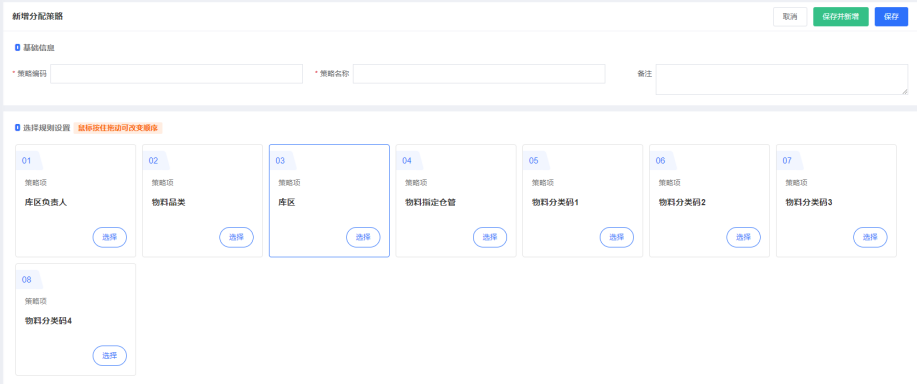 新增分配策略 取消 保存并新增 保存
基础信息
* 策略编码 * 策略名称 备注
选择规则设置 鼠标按住拖动可改变顺序
01 02 03 04 05 06 07
策略项 策略项 策略项 策略项 策略项 策略项 策略项
库区负责人 物料品类 库区 物料指定仓管 物料分类码1 物料分类码2 物料分类码3
选择 选择 选择 选择 选择 选择 选择
08
策略项
物料分类码4
选择